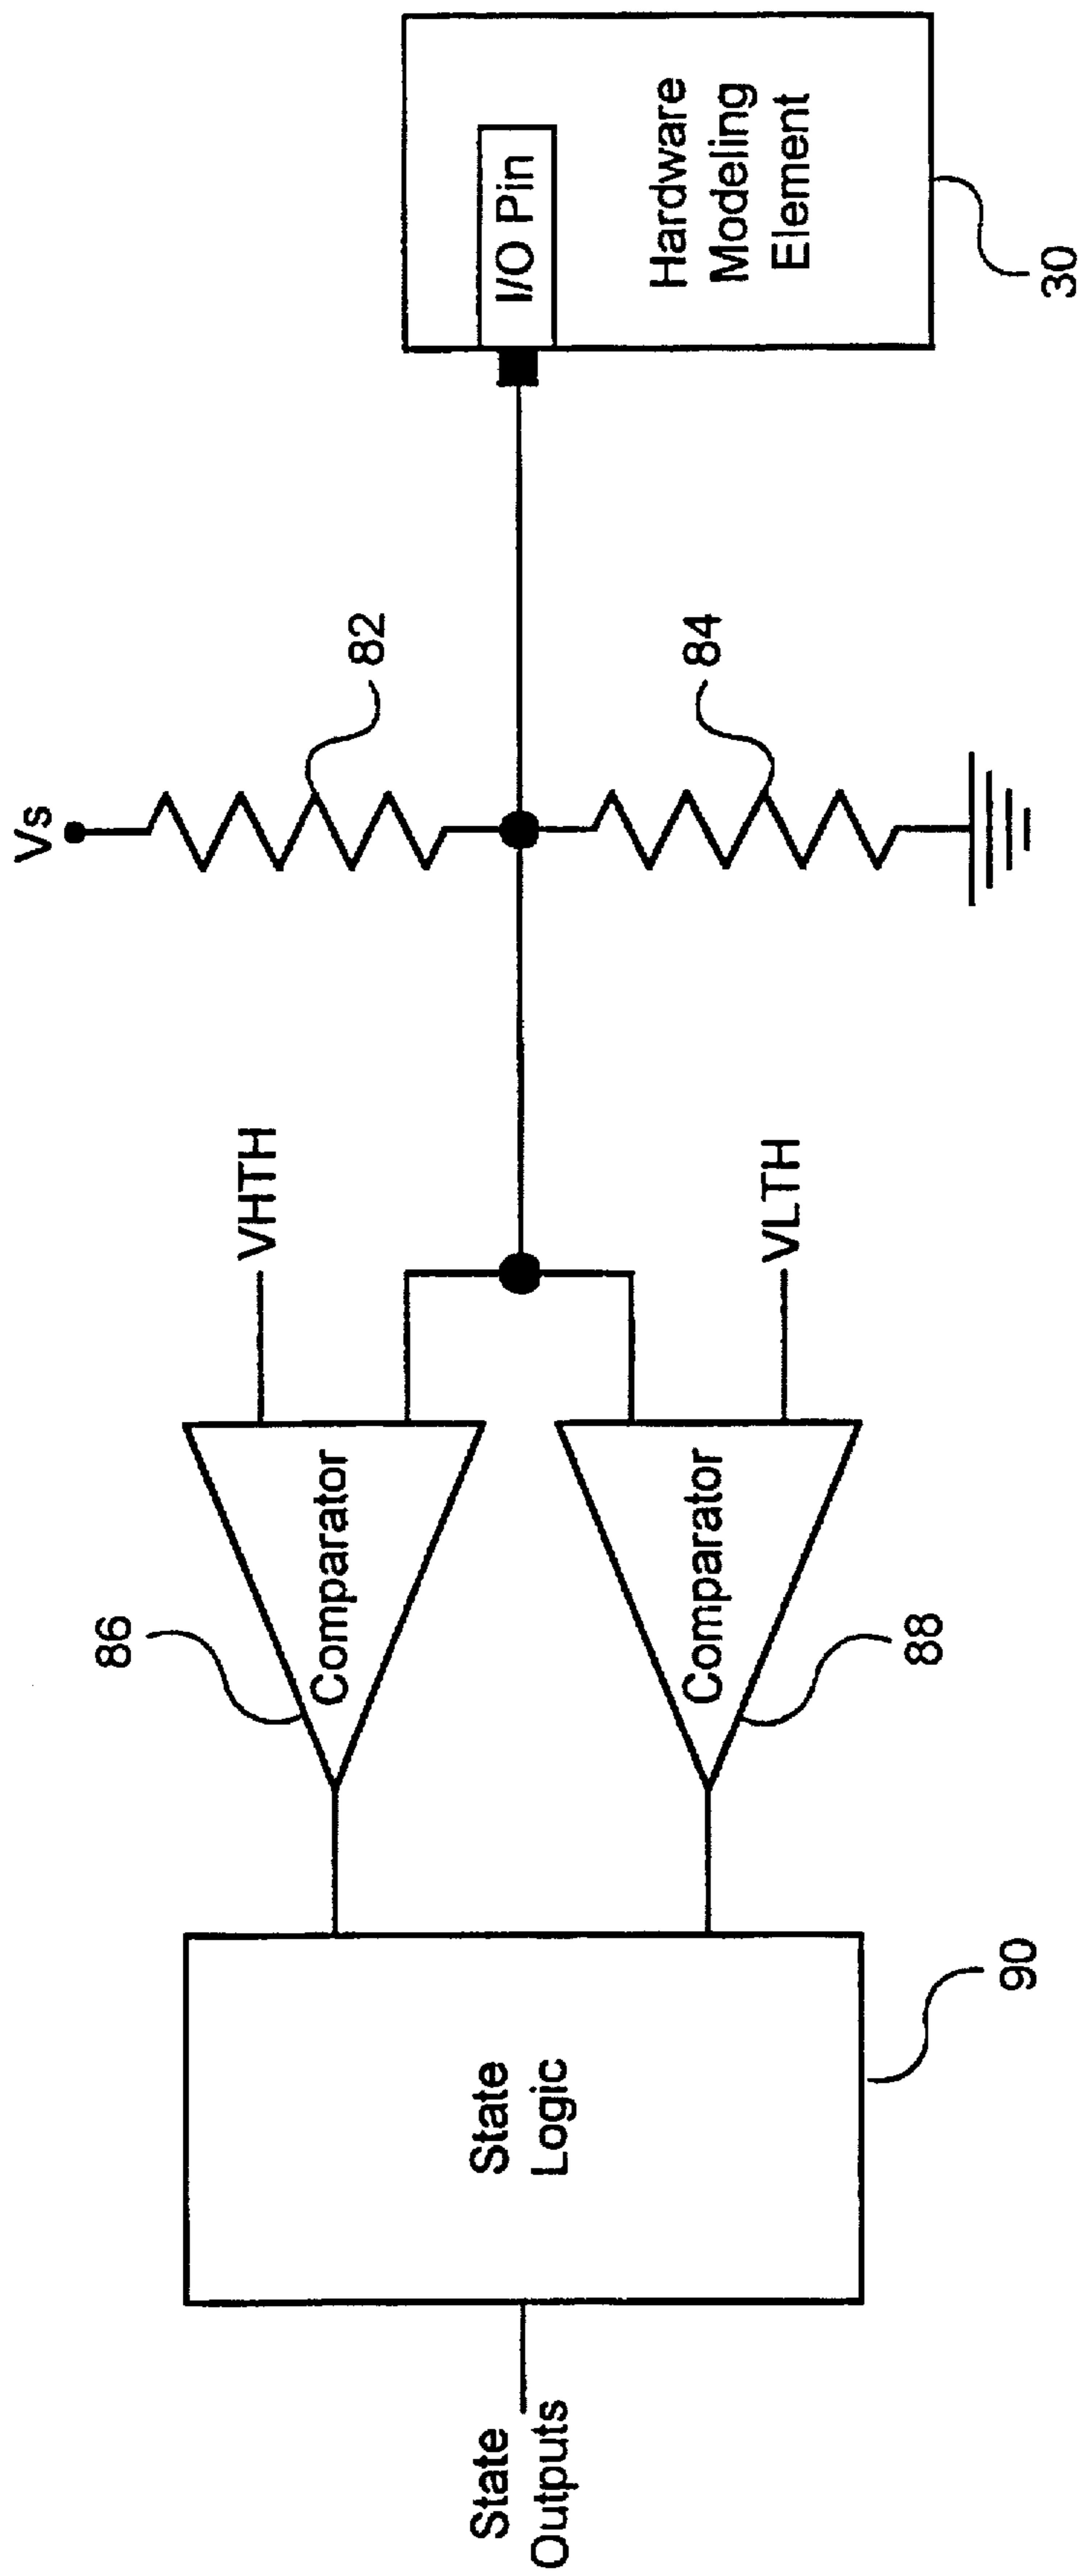 Vs
82
84
VHTH
VLTH
86
Comparator
88
Comparator
State
Logic
90
State
Outputs
I/O Pin
Hardware
Modeling
Element
30